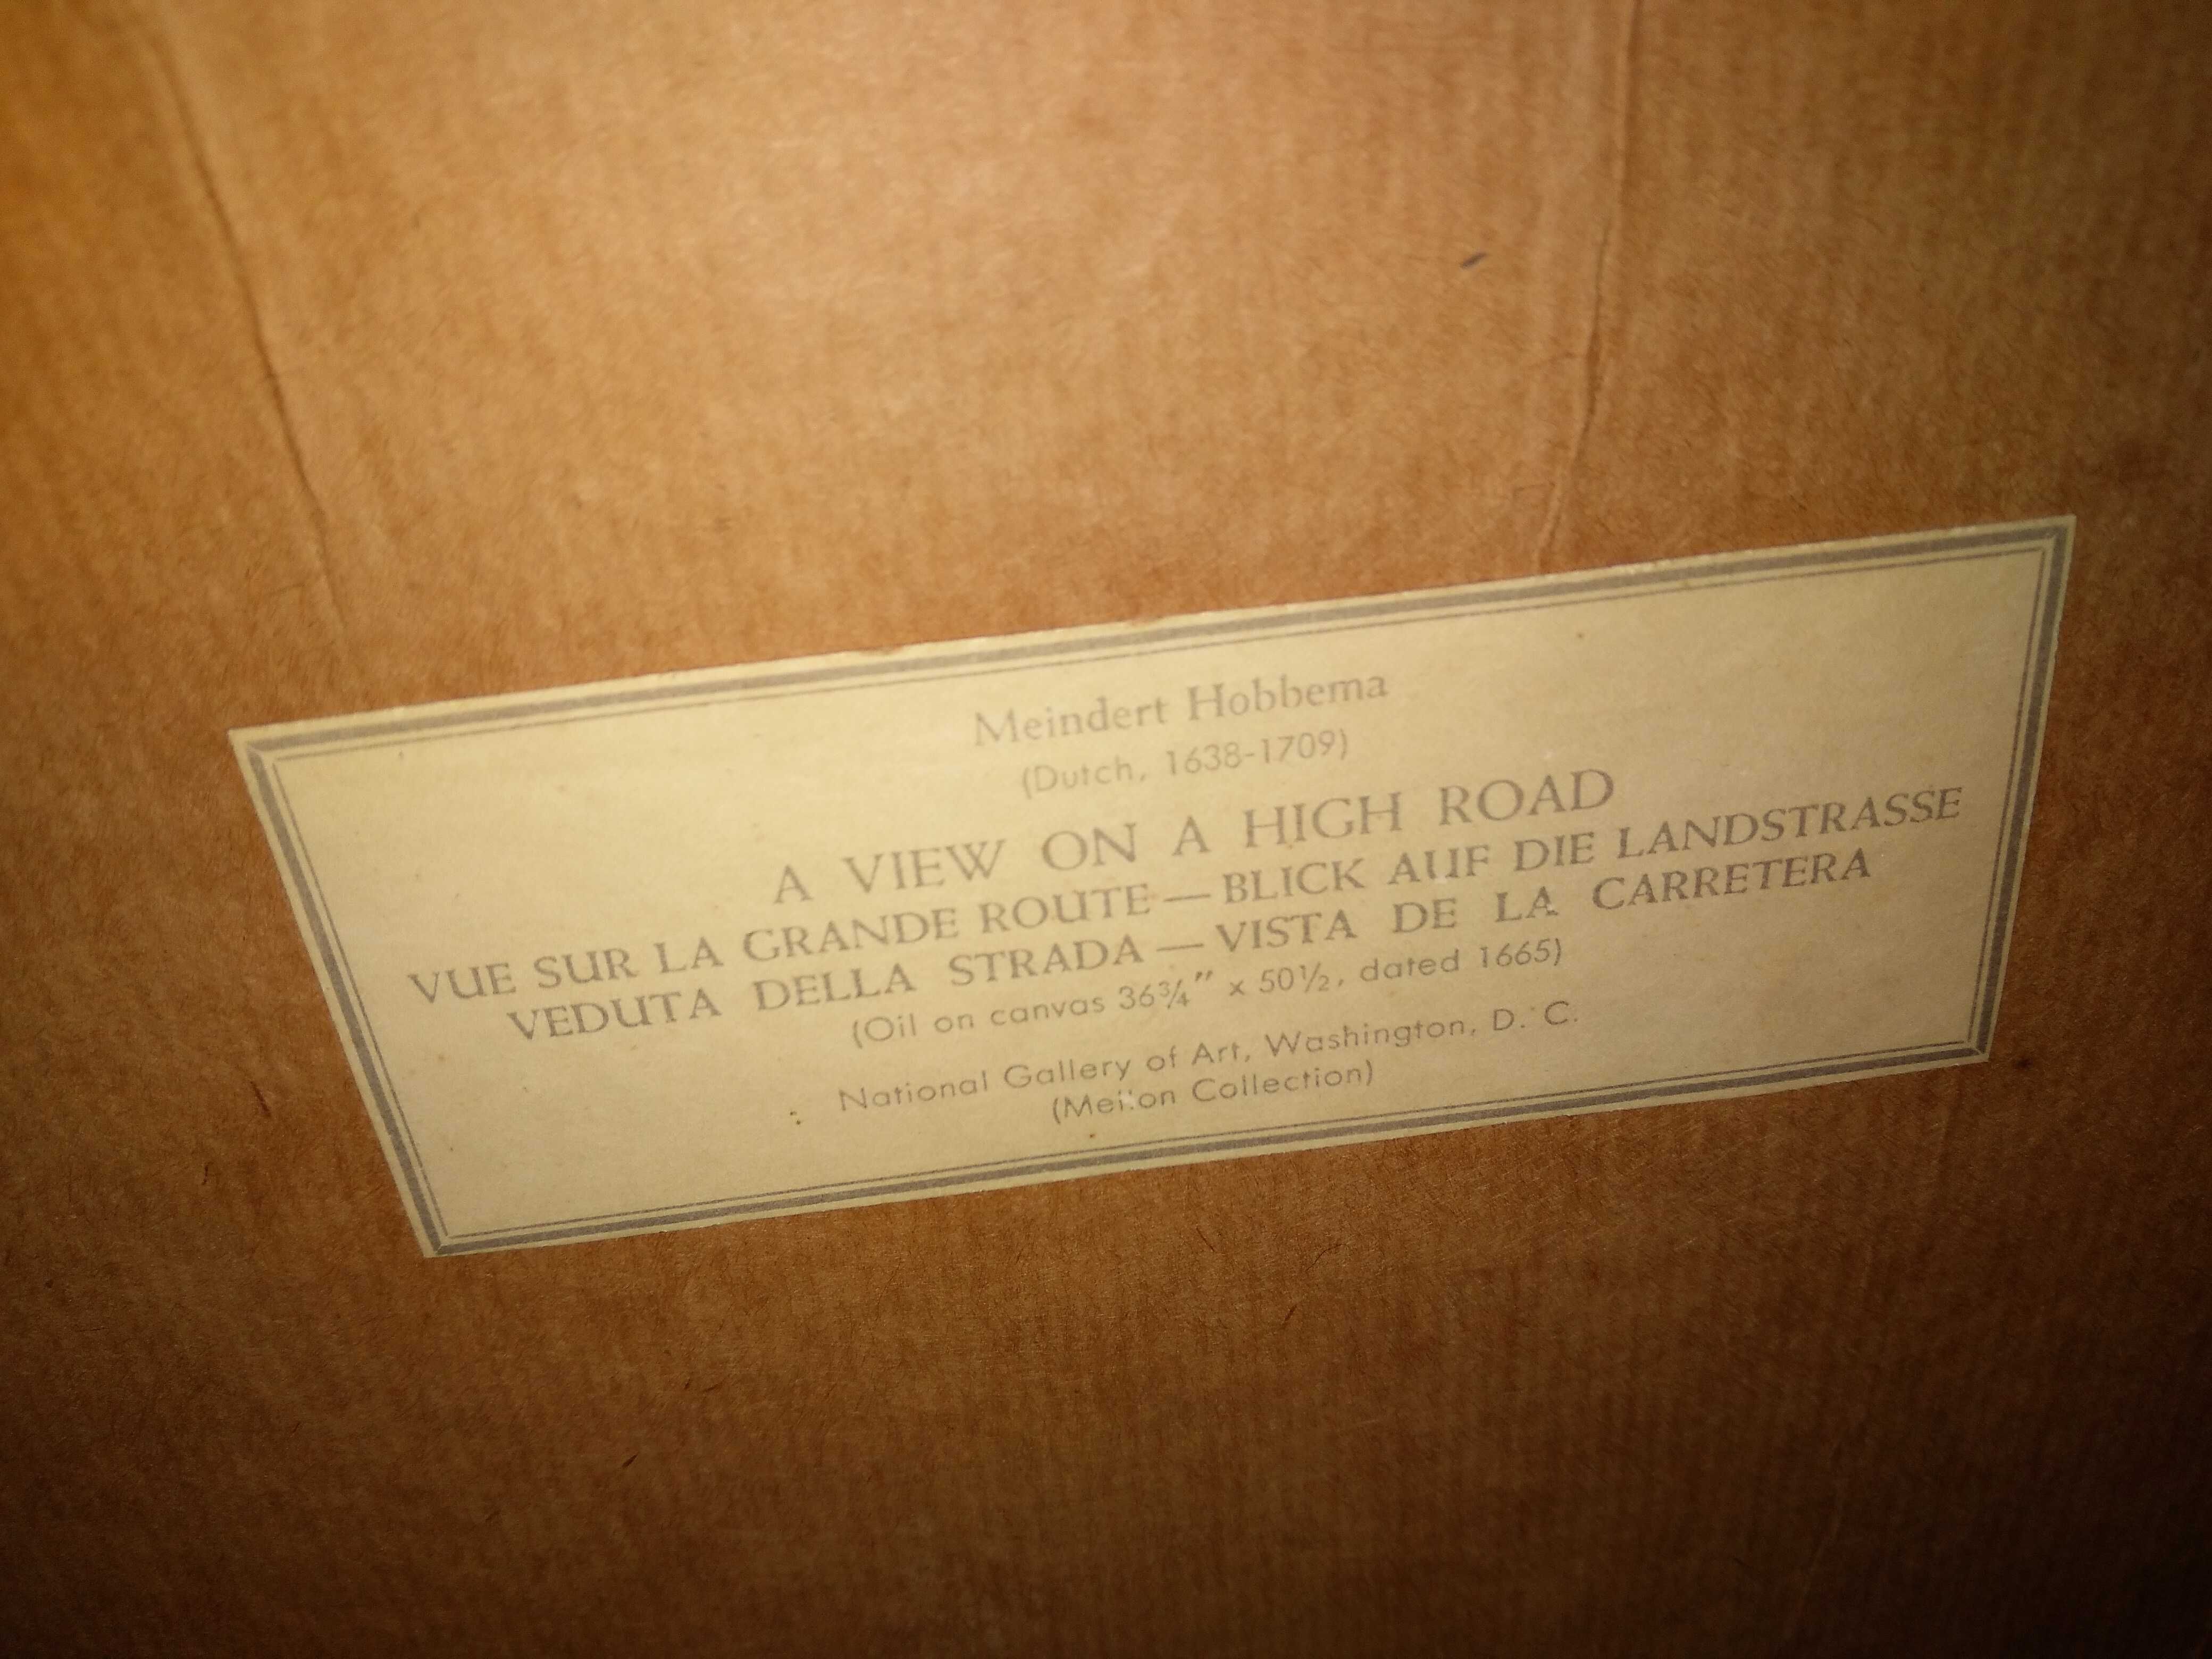 Meindert Hobbema
(Dutch, 1638-1709)
A VIEW ON A HIGH ROAD
VUE SUR LA GRANDE ROUTE — BLICK AUF DIE LANDSTRASSE
VEDUTA DELLA STRADA — VISTA DE LA CARRETERA
(Oil on canvas 36¾" x 50½, dated 1665)
National Gallery of Art, Washington, D. C.
(Mellon Collection)